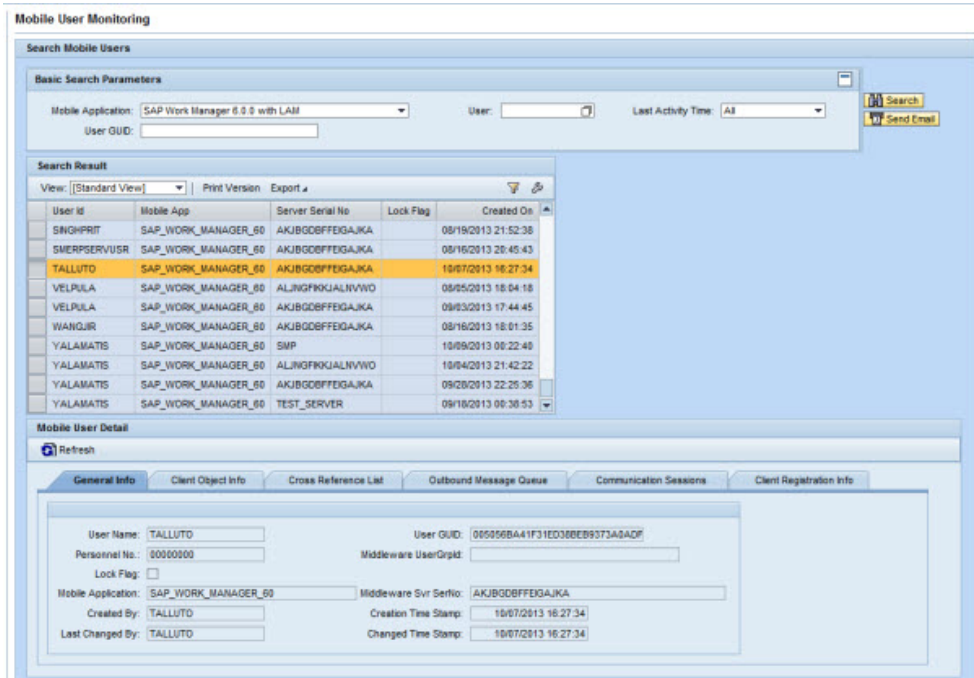 Mobile User Monitoring
Search Mobile Users
Basic Search Parameters
Mobile Application: SAP Work Manager 6.0.0 with LAM User: Last Activity Time: All Search
User GUID: Send Email
Search Result
View: [Standard View] Print Version Export
User Id Mobile App Server Serial No Lock Flag Created On
SINGHPRIT SAP_WORK_MANAGER_60 AKJBGDBFFEIGAJKA 08/19/2013 21:52:38
SMERPSERVUSR SAP_WORK_MANAGER_60 AKJBGDBFFEIGAJKA 08/16/2013 20:45:43
TALLUTO SAP_WORK_MANAGER_60 AKJBGDBFFEIGAJKA 10/07/2013 16:27:34
VELPULA SAP_WORK_MANAGER_60 ALJNGFIKKJALNVWO 08/05/2013 18:04:18
VELPULA SAP_WORK_MANAGER_60 AKJBGDBFFEIGAJKA 09/03/2013 17:44:45
WANGJIR SAP_WORK_MANAGER_60 AKJBGDBFFEIGAJKA 08/16/2013 18:01:35
YALAMATIS SAP_WORK_MANAGER_60 SMP 10/09/2013 00:22:40
YALAMATIS SAP_WORK_MANAGER_60 ALJNGFIKKJALNVWO 10/04/2013 21:42:22
YALAMATIS SAP_WORK_MANAGER_60 AKJBGDBFFEIGAJKA 09/28/2013 22:25:36
YALAMATIS SAP_WORK_MANAGER_60 TEST_SERVER 09/18/2013 00:38:53
Mobile User Detail
Refresh
General Info Client Object Info Cross Reference List Outbound Message Queue Communication Sessions Client Registration Info
User Name: TALLUTO User GUID: 005056BA41F31ED38BEB9373A0ADF
Personnel No.: 00000000 Middleware UserGrpId:
Lock Flag:
Mobile Application: SAP_WORK_MANAGER_60 Middleware Svr SerNo: AKJBGDBFFEIGAJKA
Created By: TALLUTO Creation Time Stamp: 10/07/2013 16:27:34
Last Changed By: TALLUTO Changed Time Stamp: 10/07/2013 16:27:34